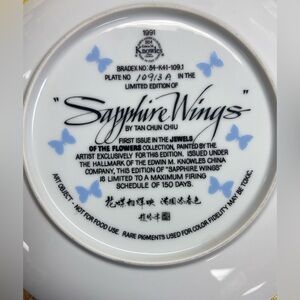 1991
Knowles
BRADEX NO: 84-K41-109.1
PLATE NO 10913A IN THE
LIMITED EDITION OF
"Sapphire Wings"
BY TAN CHUN CHIU
FIRST ISSUE IN THE JEWELS
OF THE FLOWERS COLLECTION, PAINTED BY THE
ARTIST EXCLUSIVELY FOR THIS EDITION. ISSUED UNDER
THE HALLMARK OF THE EDWIN M. KNOWLES CHINA
COMPANY, THIS EDITION OF "SAPPHIRE WINGS"
IS LIMITED TO A MAXIMUM FIRING
SCHEDULE OF 150 DAYS.
ART OBJECT - NOT FOR FOOD USE. RARE PIGMENTS USED FOR COLOR FIDELITY MAY BE TOXIC.